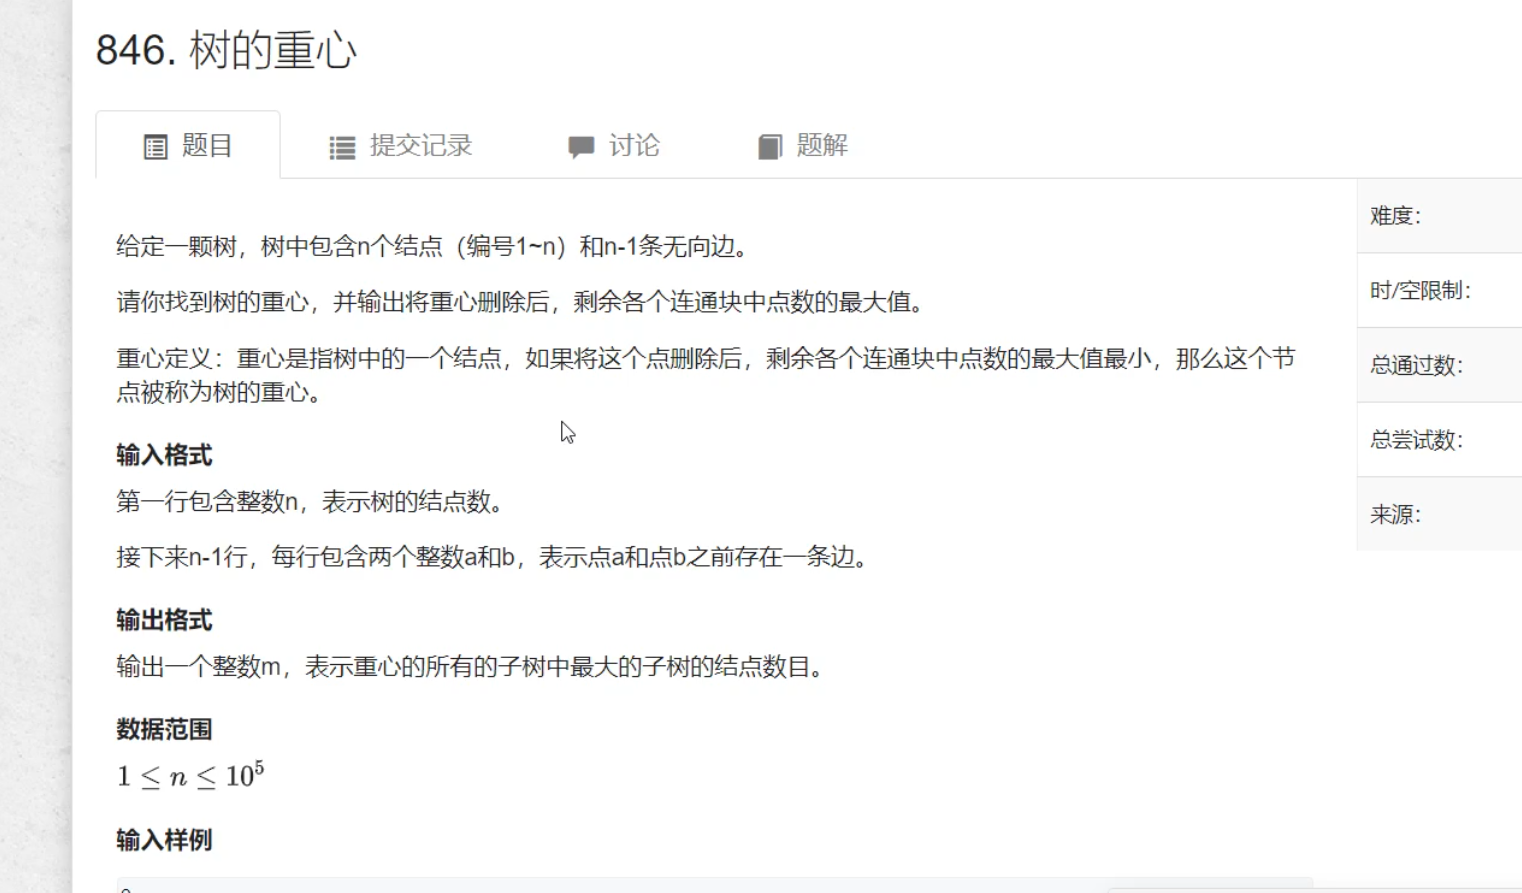 846. 树的重心
题目 提交记录 讨论 题解
给定一颗树，树中包含n个结点（编号1~n）和n-1条无向边。
请你找到树的重心，并输出将重心删除后，剩余各个连通块中点数的最大值。
重心定义：重心是指树中的一个结点，如果将这个点删除后，剩余各个连通块中点数的最大值最小，那么这个节
点被称为树的重心。
输入格式
第一行包含整数n，表示树的结点数。
接下来n-1行，每行包含两个整数a和b，表示点a和点b之前存在一条边。
输出格式
输出一个整数m，表示重心的所有的子树中最大的子树的结点数目。
数据范围
1 ≤ n ≤ 10⁵
输入样例
难度：
时/空限制：
总通过数：
总尝试数：
来源：